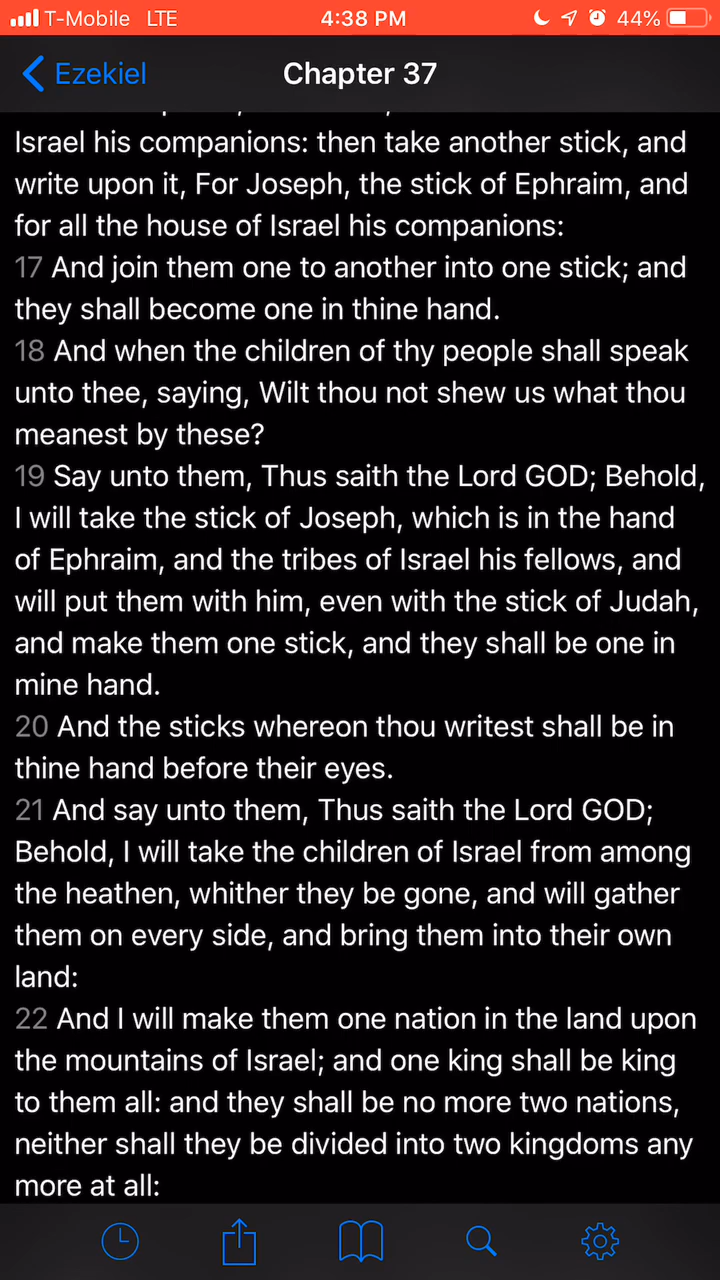 T-Mobile LTE 4:38 PM 44%
Ezekiel Chapter 37
Israel his companions: then take another stick, and
write upon it, For Joseph, the stick of Ephraim, and
for all the house of Israel his companions:
17 And join them one to another into one stick; and
they shall become one in thine hand.
18 And when the children of thy people shall speak
unto thee, saying, Wilt thou not shew us what thou
meanest by these?
19 Say unto them, Thus saith the Lord GOD; Behold,
I will take the stick of Joseph, which is in the hand
of Ephraim, and the tribes of Israel his fellows, and
will put them with him, even with the stick of Judah,
and make them one stick, and they shall be one in
mine hand.
20 And the sticks whereon thou writest shall be in
thine hand before their eyes.
21 And say unto them, Thus saith the Lord GOD;
Behold, I will take the children of Israel from among
the heathen, whither they be gone, and will gather
them on every side, and bring them into their own
land:
22 And I will make them one nation in the land upon
the mountains of Israel; and one king shall be king
to them all: and they shall be no more two nations,
neither shall they be divided into two kingdoms any
more at all: